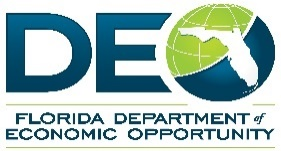 DEO
FLORIDA DEPARTMENT of
ECONOMIC OPPORTUNITY